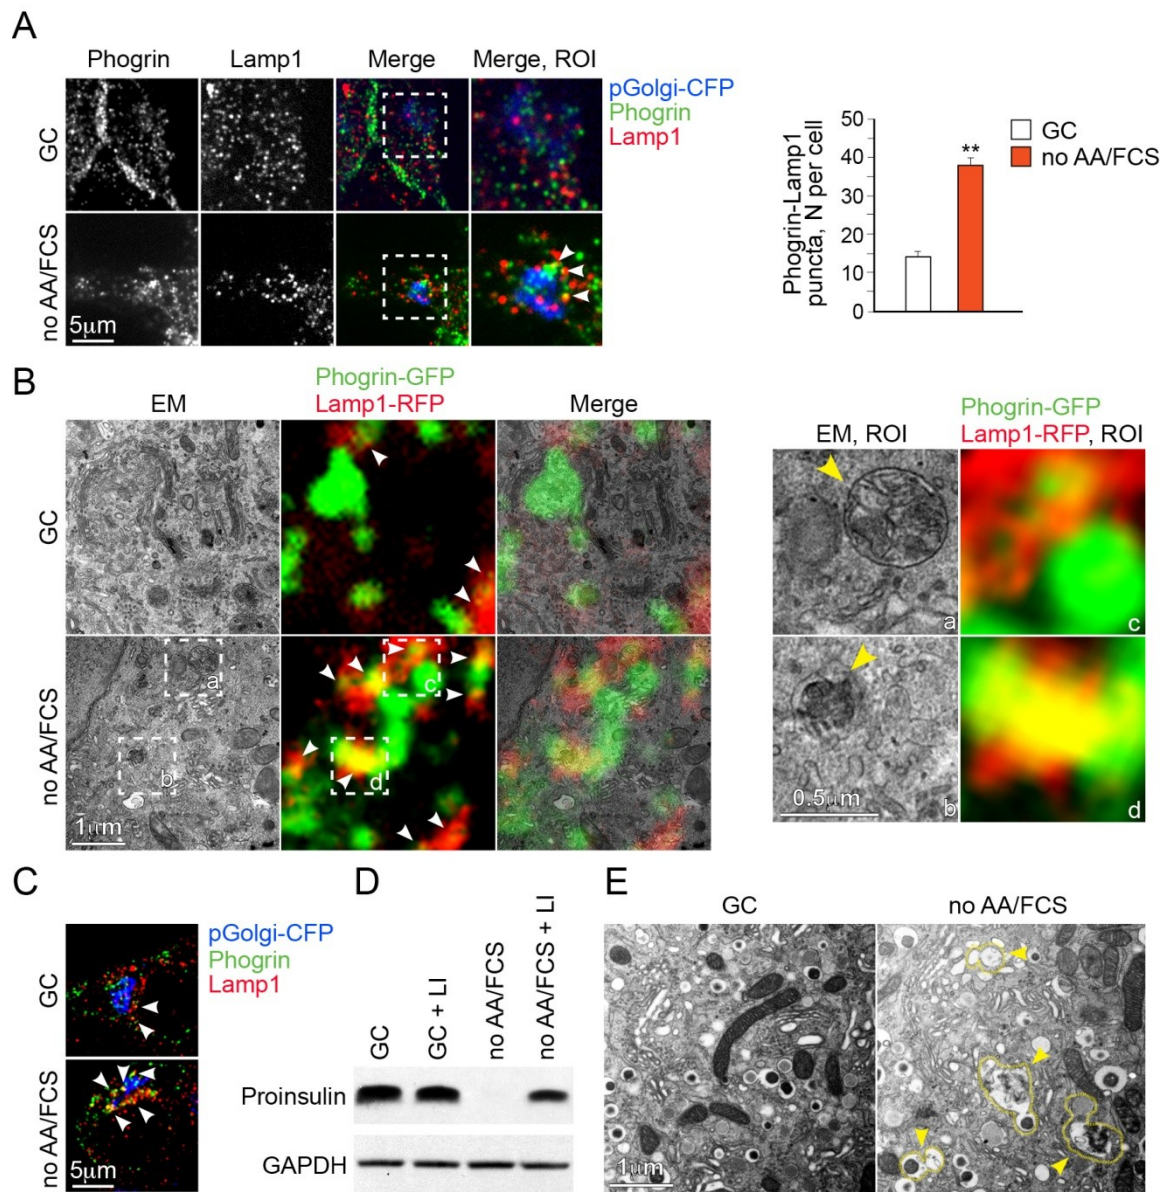 A
Phogrin Lamp1 Merge Merge, ROI
pGolgi-CFP
Phogrin
Lamp1
GC
no AA/FCS
5μm
Phogrin-Lamp1
puncta, N per cell
50
40
30
20
10
0
**
GC
no AA/FCS
B
Phogrin-GFP
EM Lamp1-RFP Merge
GC
no AA/FCS
a
b
c
d
1μm
Phogrin-GFP
EM, ROI Lamp1-RFP, ROI
a
c
0.5μm
b
d
C
GC
no AA/FCS
pGolgi-CFP
Phogrin
Lamp1
5μm
D
GC
GC + LI
no AA/FCS
no AA/FCS + LI
Proinsulin
GAPDH
E
GC no AA/FCS
1μm